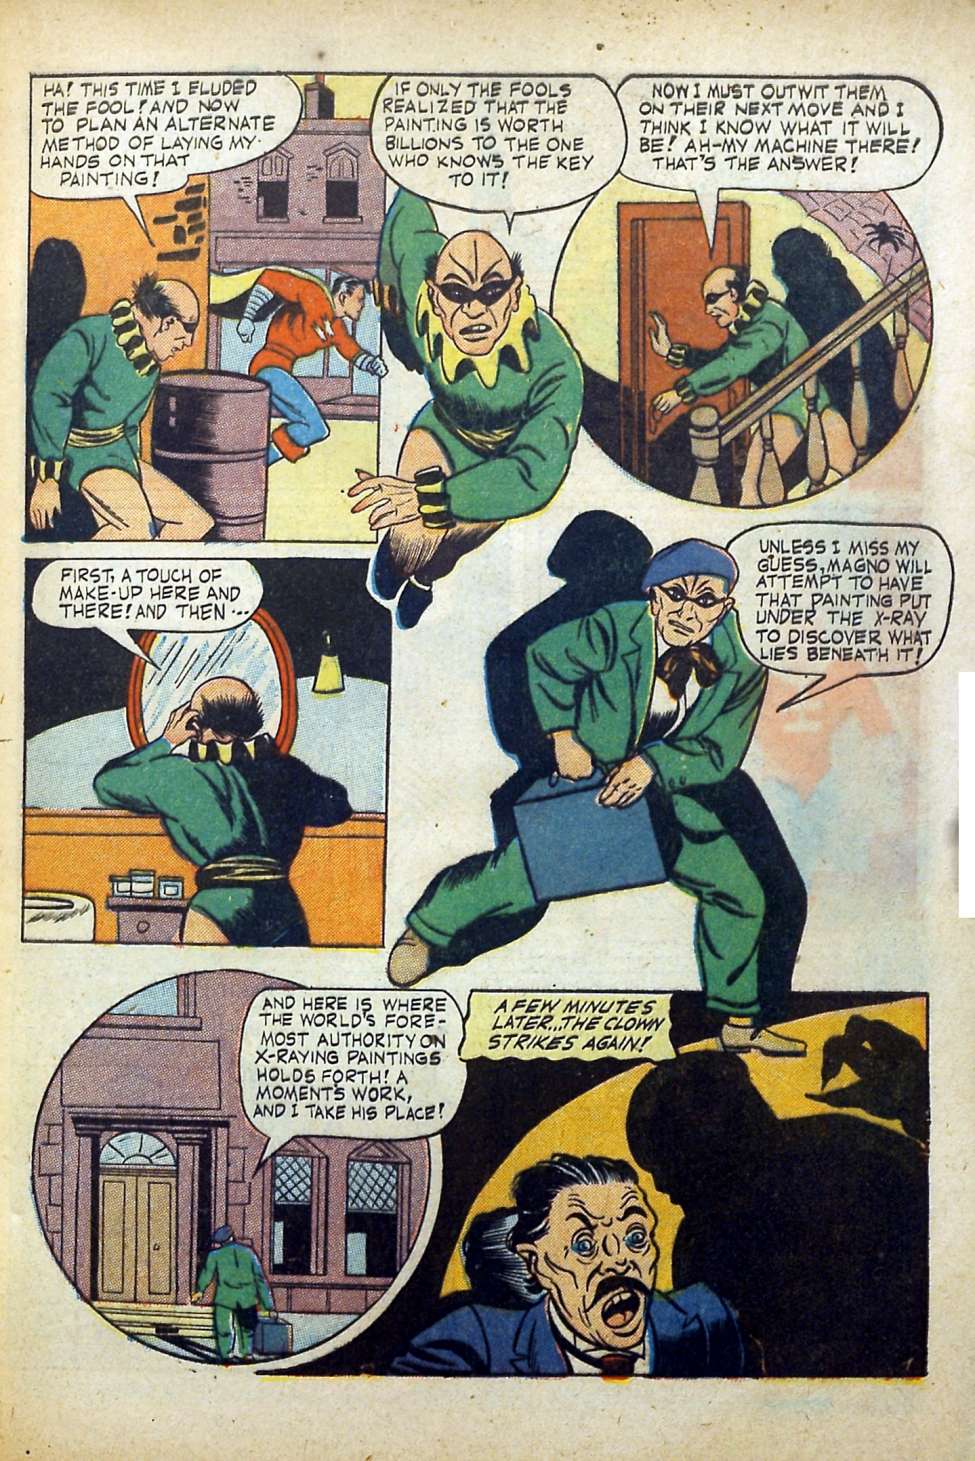 HA! THIS TIME I ELUDED
THE FOOL! AND NOW
TO PLAN AN ALTERNATE
METHOD OF LAYING MY
HANDS ON THAT
PAINTING!
IF ONLY THE FOOLS
REALIZED THAT THE
PAINTING IS WORTH
BILLIONS TO THE ONE
WHO KNOWS THE KEY
TO IT!
NOW I MUST OUTWIT THEM
ON THEIR NEXT MOVE AND I
THINK I KNOW WHAT IT WILL
BE! AH-MY MACHINE THERE!
THAT'S THE ANSWER!
FIRST, A TOUCH OF
MAKE-UP HERE AND
THERE! AND THEN ...
UNLESS I MISS MY
GUESS, MAGNO WILL
ATTEMPT TO HAVE
THAT PAINTING PUT
UNDER THE X-RAY
TO DISCOVER WHAT
LIES BENEATH IT!
AND HERE IS WHERE
THE WORLD'S FORE-
MOST AUTHORITY ON
X-RAYING PAINTINGS
HOLDS FORTH! A
MOMENT'S WORK,
AND I TAKE HIS PLACE!
A FEW MINUTES
LATER...THE CLOWN
STRIKES AGAIN!